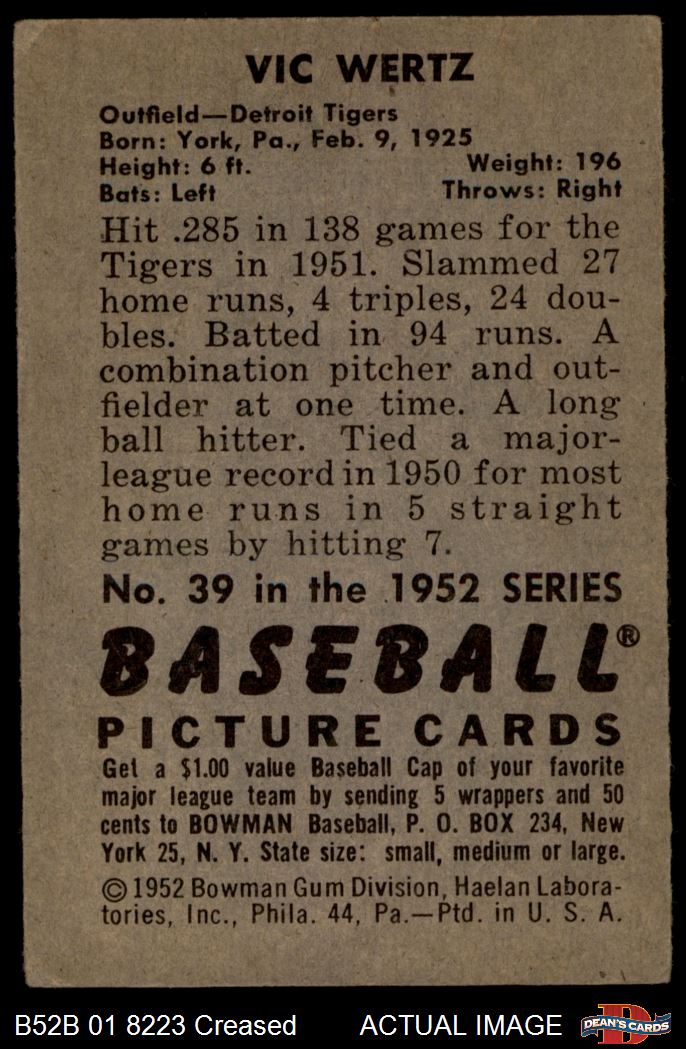 VIC WERTZ
Outfield—Detroit Tigers
Born: York, Pa., Feb. 9, 1925
Height: 6 ft. Weight: 196
Bats: Left Throws: Right
Hit .285 in 138 games for the
Tigers in 1951. Slammed 27
home runs, 4 triples, 24 dou-
bles. Batted in 94 runs. A
combination pitcher and out-
fielder at one time. A long
ball hitter. Tied a major-
league record in 1950 for most
home runs in 5 straight
games by hitting 7.
No. 39 in the 1952 SERIES
BASEBALL®
PICTURE CARDS
Get a $1.00 value Baseball Cap of your favorite
major league team by sending 5 wrappers and 50
cents to BOWMAN Baseball, P. O. BOX 234, New
York 25, N. Y. State size: small, medium or large.
© 1952 Bowman Gum Division, Haelan Labora-
tories, Inc., Phila. 44, Pa.—Ptd. in U. S. A.
B52B 01 8223 Creased ACTUAL IMAGE D DEAN'S CARDS